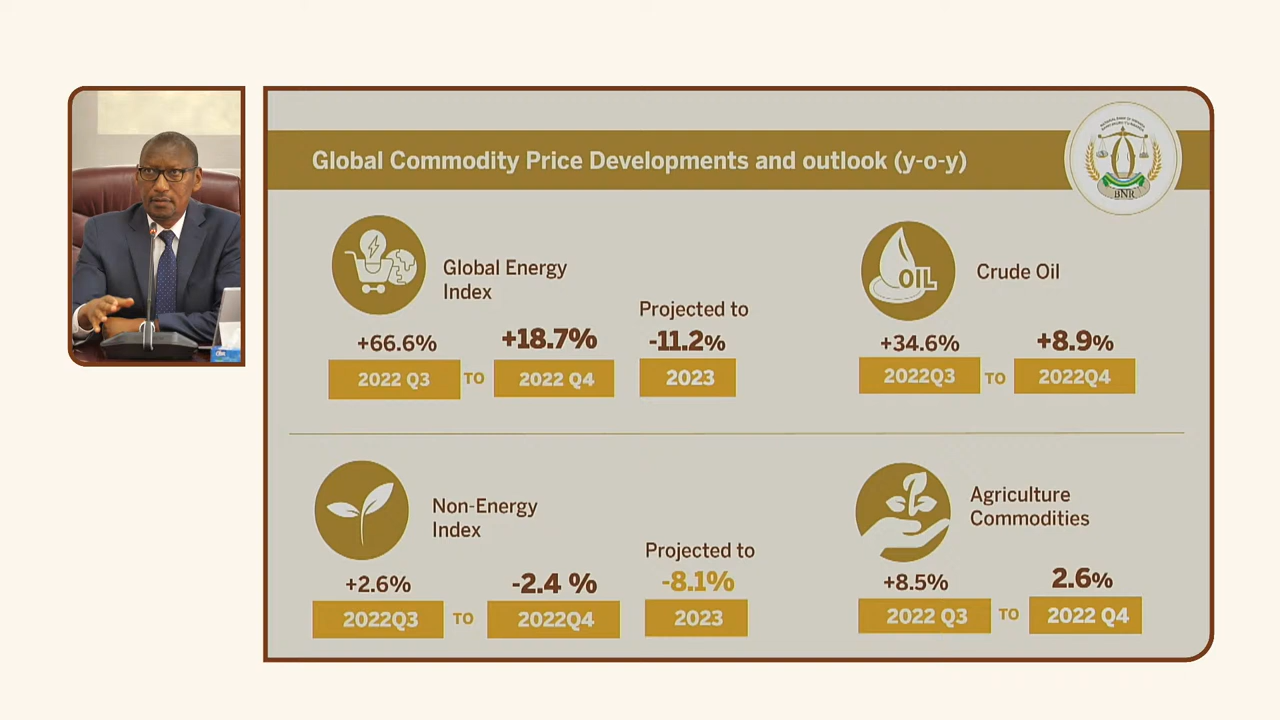 Global Commodity Price Developments and outlook (y-o-y)
BNR
Global Energy
Index
Projected to
+66.6%
+18.7%
-11.2%
2022 Q3
TO
2022 Q4
2023
OIL
Crude Oil
+34.6%
+8.9%
2022Q3
TO
2022Q4
Non-Energy
Index
Projected to
+2.6%
-2.4 %
-8.1%
2022Q3
TO
2022Q4
2023
Agriculture
Commodities
+8.5%
2.6%
2022 Q3
TO
2022 Q4